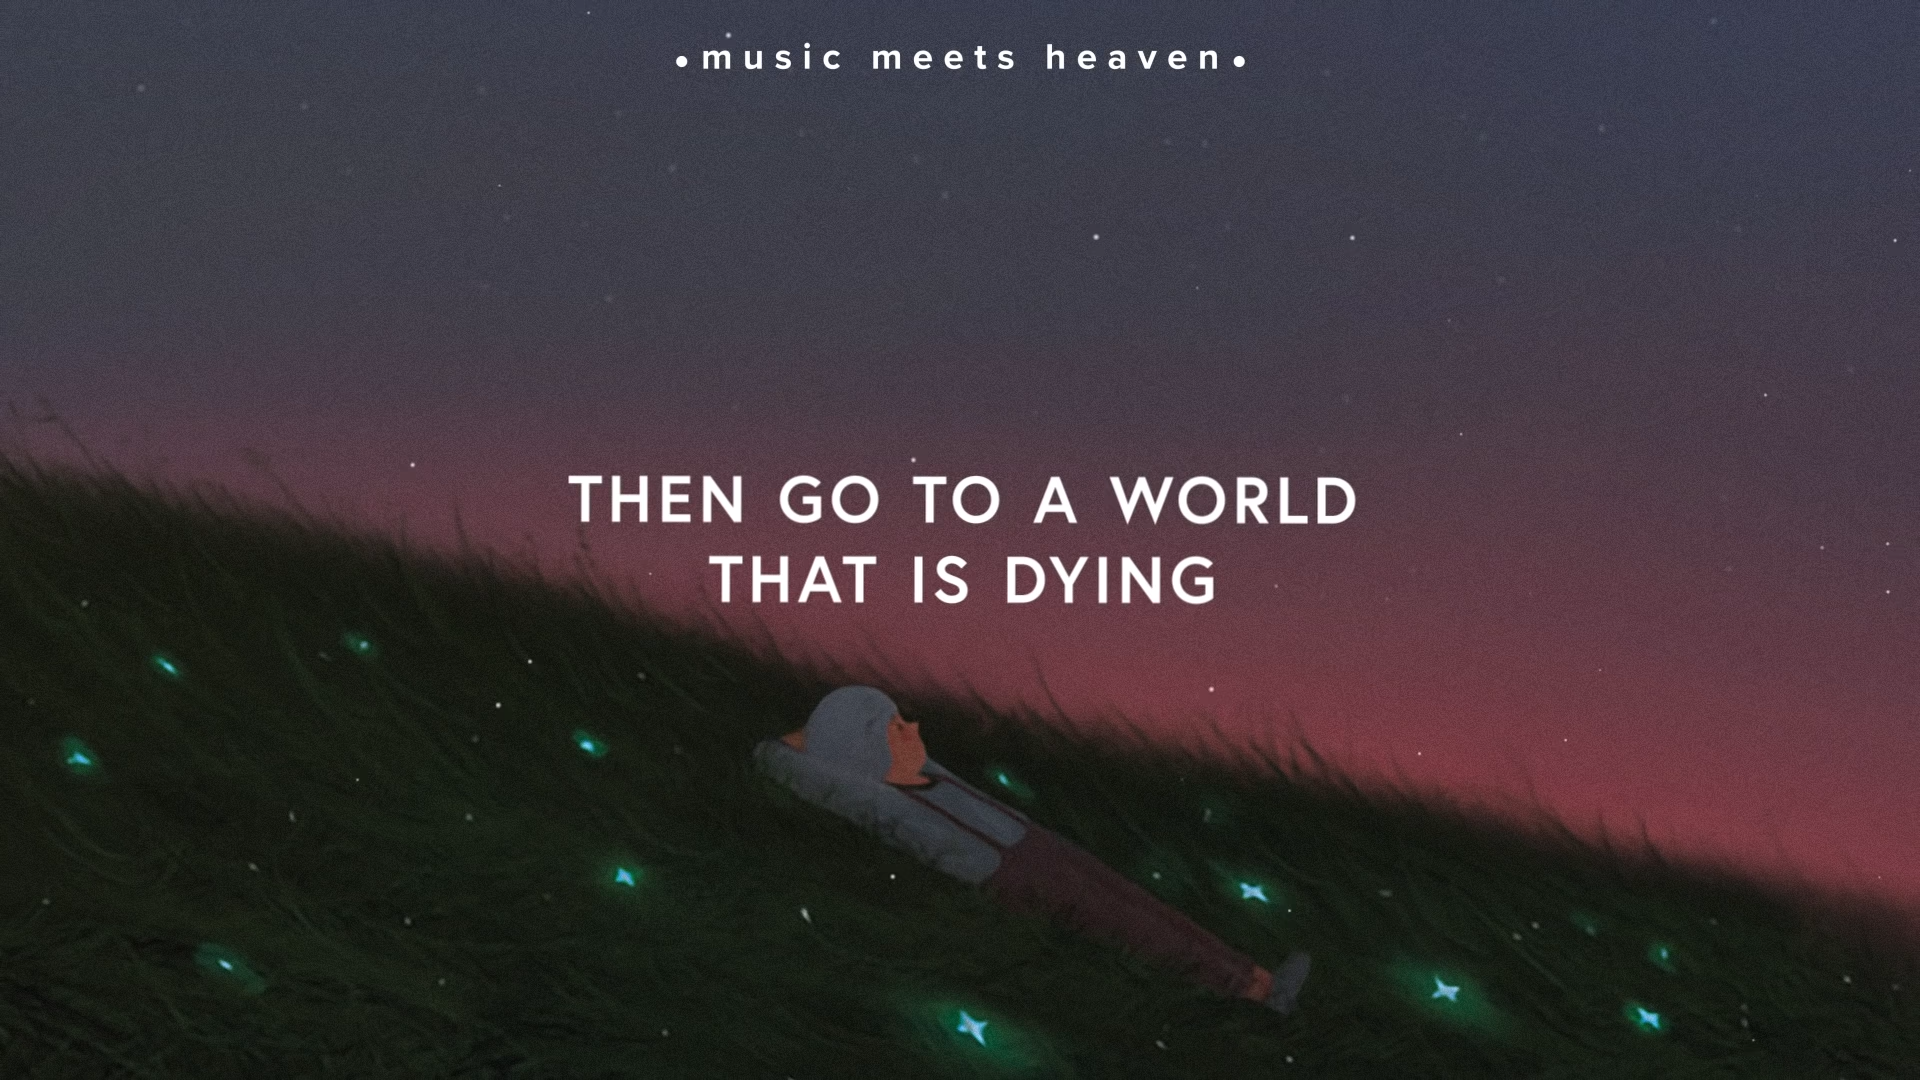 •music meets heaven•
THEN GO TO A WORLD
THAT IS DYING